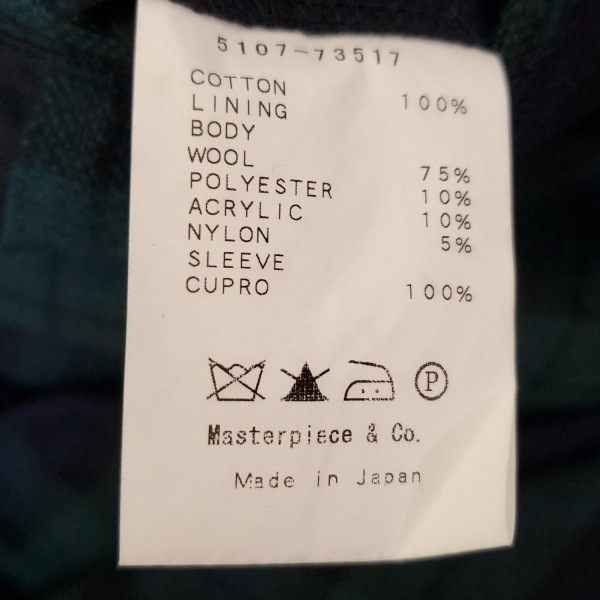 5107-73517
COTTON
LINING 100%
BODY
WOOL 75%
POLYESTER 10%
ACRYLIC 10%
NYLON 5%
SLEEVE
CUPRO 100%
P
Masterpiece & Co.
Made in Japan